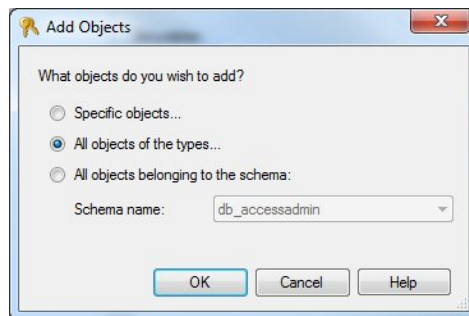 Add Objects
What objects do you wish to add?
Specific objects...
All objects of the types...
All objects belonging to the schema:
Schema name: db_accessadmin
OK Cancel Help